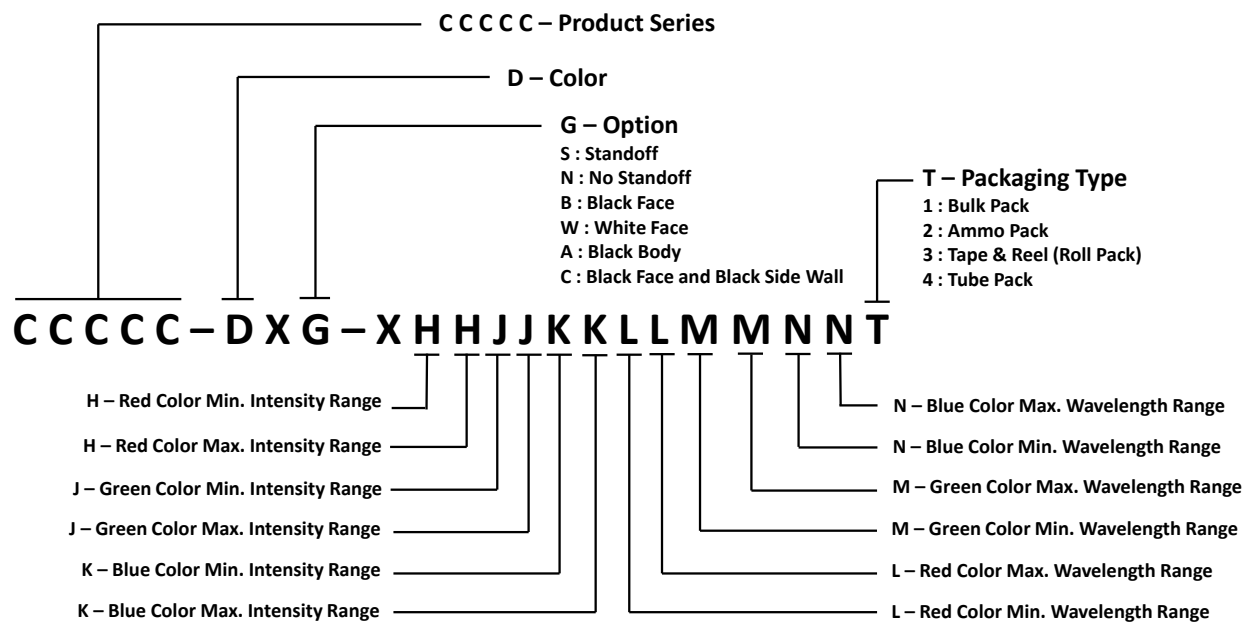 C C C C C – Product Series
D – Color
G – Option
S : Standoff
N : No Standoff
B : Black Face
W : White Face
A : Black Body
C : Black Face and Black Side Wall
T – Packaging Type
1 : Bulk Pack
2 : Ammo Pack
3 : Tape & Reel (Roll Pack)
4 : Tube Pack
C C C C C – D X G – X H H J J K K L L M M N N T
H – Red Color Min. Intensity Range
H – Red Color Max. Intensity Range
J – Green Color Min. Intensity Range
J – Green Color Max. Intensity Range
K – Blue Color Min. Intensity Range
K – Blue Color Max. Intensity Range
N – Blue Color Max. Wavelength Range
N – Blue Color Min. Wavelength Range
M – Green Color Max. Wavelength Range
M – Green Color Min. Wavelength Range
L – Red Color Max. Wavelength Range
L – Red Color Min. Wavelength Range